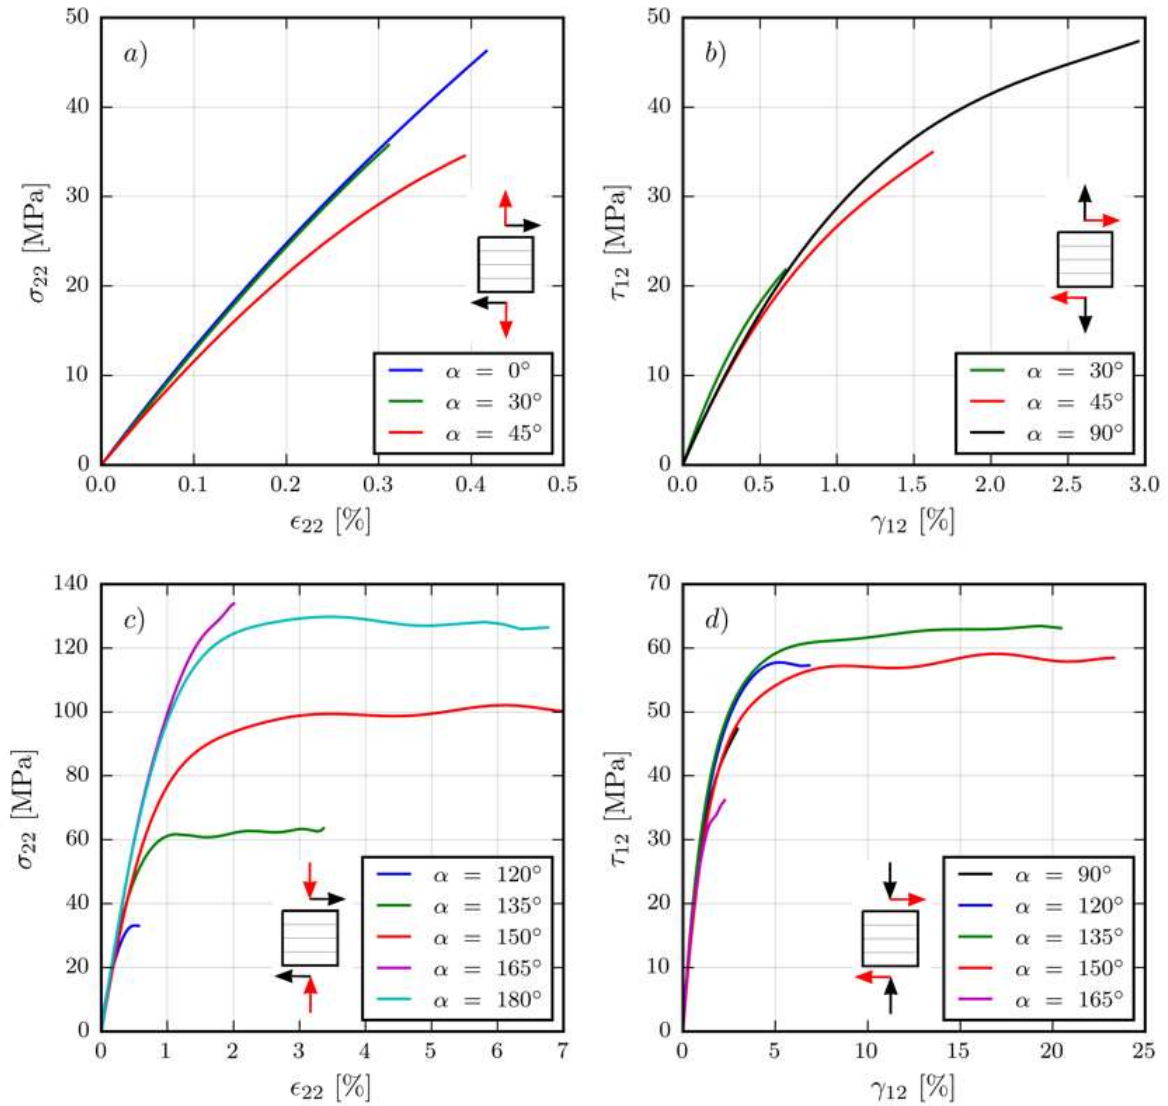 a)
50
40
30
20
10
0
σ22 [MPa]
0.0 0.1 0.2 0.3 0.4 0.5
ϵ22 [%]
α = 0°
α = 30°
α = 45°
b)
50
40
30
20
10
0
τ12 [MPa]
0.0 0.5 1.0 1.5 2.0 2.5 3.0
γ12 [%]
α = 30°
α = 45°
α = 90°
c)
140
120
100
80
60
40
20
0
σ22 [MPa]
0 1 2 3 4 5 6 7
ϵ22 [%]
α = 120°
α = 135°
α = 150°
α = 165°
α = 180°
d)
70
60
50
40
30
20
10
0
τ12 [MPa]
0 5 10 15 20 25
γ12 [%]
α = 90°
α = 120°
α = 135°
α = 150°
α = 165°